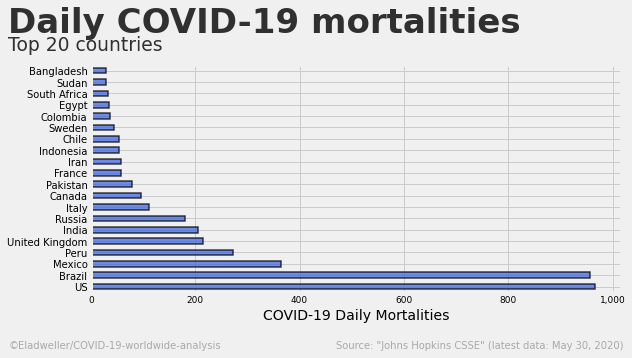 Daily COVID-19 mortalities
Top 20 countries
Bangladesh
Sudan
South Africa
Egypt
Colombia
Sweden
Chile
Indonesia
Iran
France
Pakistan
Canada
Italy
Russia
India
United Kingdom
Peru
Mexico
Brazil
US
0 200 400 600 800 1,000
COVID-19 Daily Mortalities
©Eladweller/COVID-19-worldwide-analysis Source: "Johns Hopkins CSSE" (latest data: May 30, 2020)